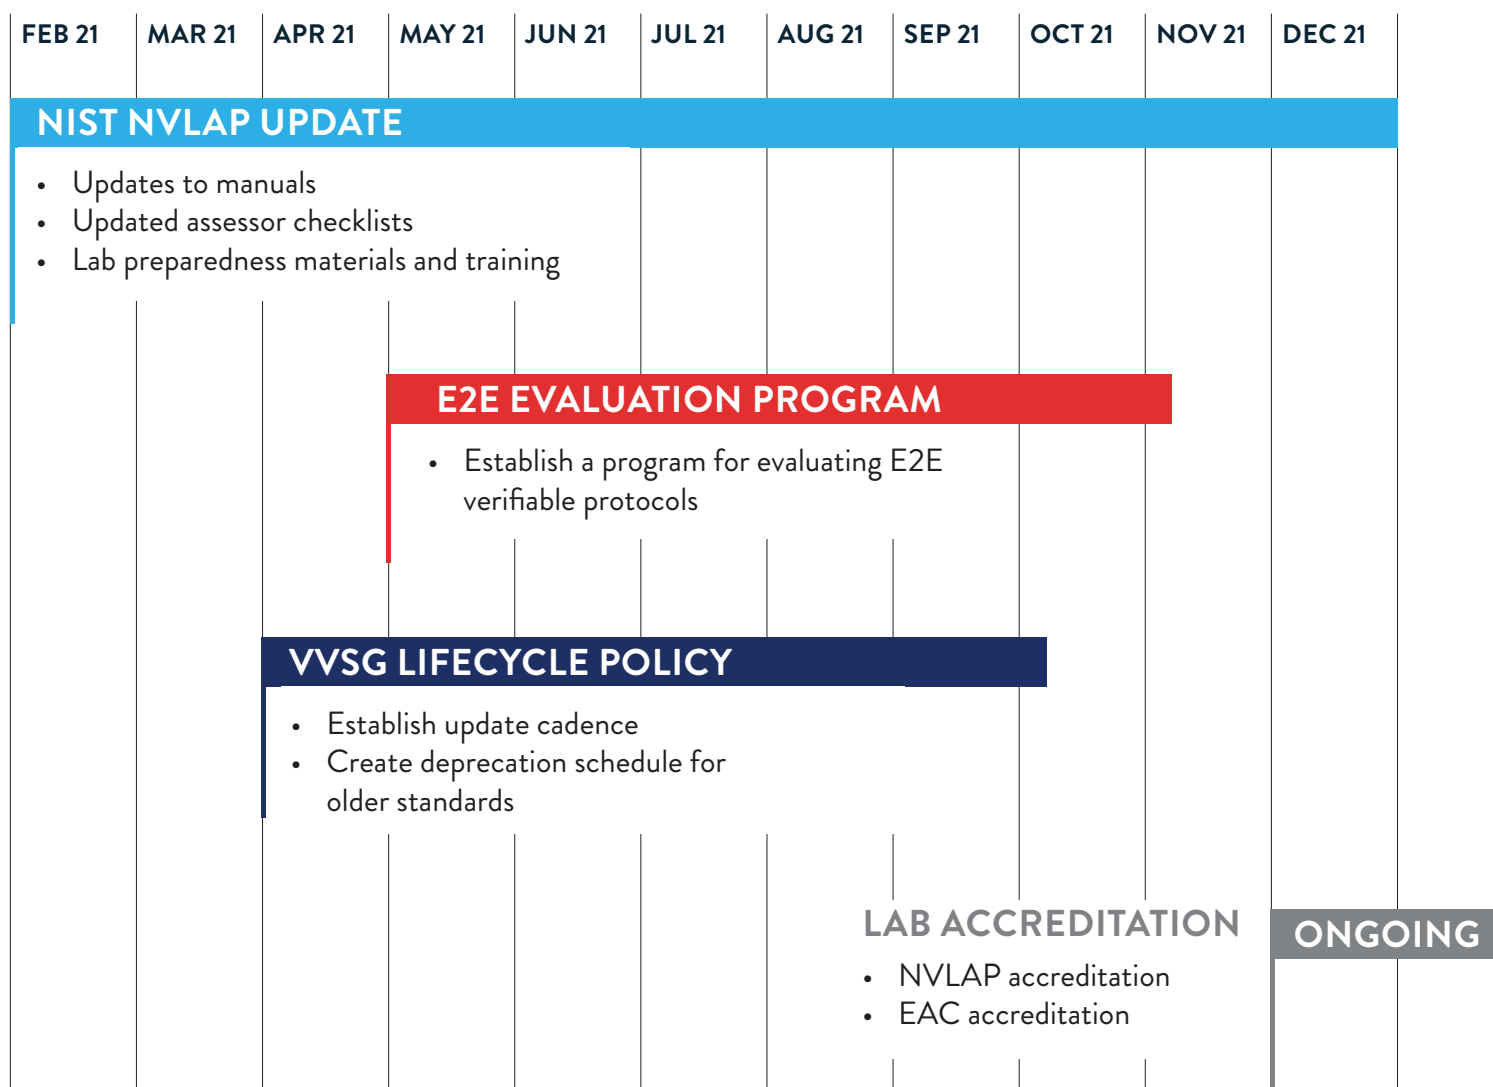 FEB 21 MAR 21 APR 21 MAY 21 JUN 21 JUL 21 AUG 21 SEP 21 OCT 21 NOV 21 DEC 21
NIST NVLAP UPDATE
• Updates to manuals
• Updated assessor checklists
• Lab preparedness materials and training
E2E EVALUATION PROGRAM
• Establish a program for evaluating E2E
verifiable protocols
VVSG LIFECYCLE POLICY
• Establish update cadence
• Create deprecation schedule for
older standards
LAB ACCREDITATION
ONGOING
• NVLAP accreditation
• EAC accreditation